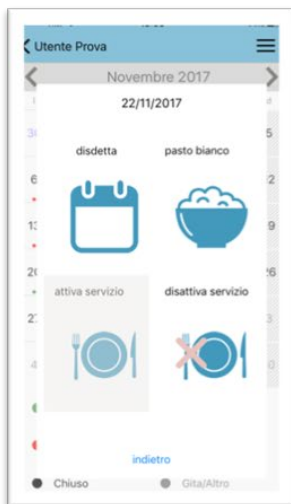 Utente Prova
Novembre 2017
22/11/2017
disdetta pasto bianco
attiva servizio disattiva servizio
indietro
Chiuso Gita/Altro